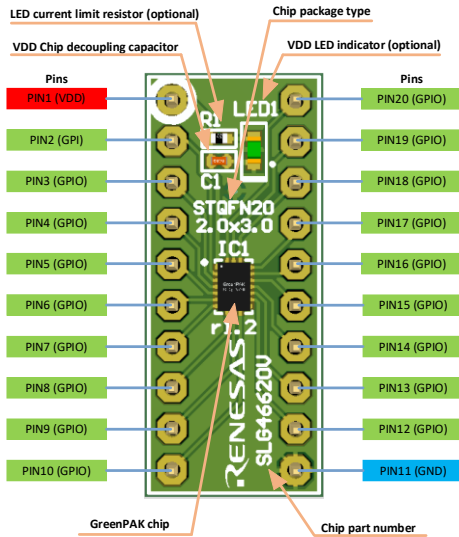 LED current limit resistor (optional)
Chip package type
VDD Chip decoupling capacitor
VDD LED indicator (optional)
Pins
Pins
PIN1 (VDD)
PIN20 (GPIO)
PIN2 (GPI)
PIN19 (GPIO)
PIN3 (GPIO)
PIN18 (GPIO)
PIN4 (GPIO)
PIN17 (GPIO)
PIN5 (GPIO)
PIN16 (GPIO)
PIN6 (GPIO)
PIN15 (GPIO)
PIN7 (GPIO)
PIN14 (GPIO)
PIN8 (GPIO)
PIN13 (GPIO)
PIN9 (GPIO)
PIN12 (GPIO)
PIN10 (GPIO)
PIN11 (GND)
LED1
R1
C1
STQFN20
2.0x3.0
IC1
GreenPAK
RENESAS
SLG46620V
GreenPAK chip
Chip part number